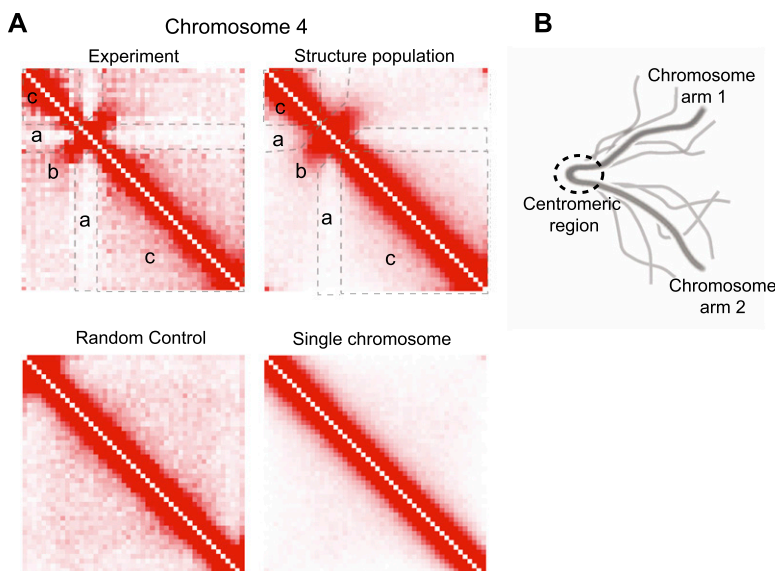 A
Chromosome 4
Experiment
Structure population
c
a
b
a
c
c
a
b
a
c
Random Control
Single chromosome
B
Chromosome
arm 1
Centromeric
region
Chromosome
arm 2